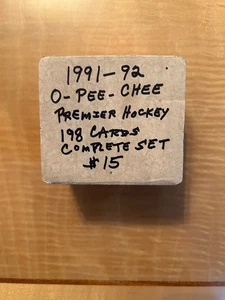 1991-92
O-PEE-CHEE
PREMIER HOCKEY
198 CARDS
COMPLETE SET
$15